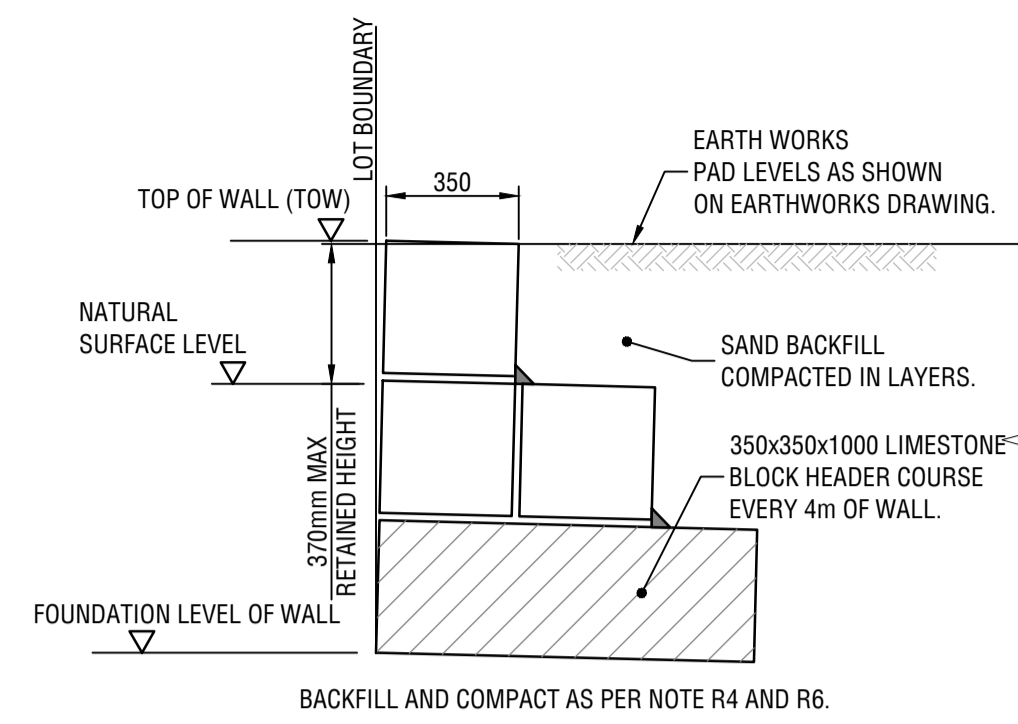 LOT BOUNDARY
350
EARTH WORKS
PAD LEVELS AS SHOWN
ON EARTHWORKS DRAWING.
TOP OF WALL (TOW)
NATURAL
SURFACE LEVEL
SAND BACKFILL
COMPACTED IN LAYERS.
370mm MAX
RETAINED HEIGHT
350x350x1000 LIMESTONE
BLOCK HEADER COURSE
EVERY 4m OF WALL.
FOUNDATION LEVEL OF WALL
BACKFILL AND COMPACT AS PER NOTE R4 AND R6.